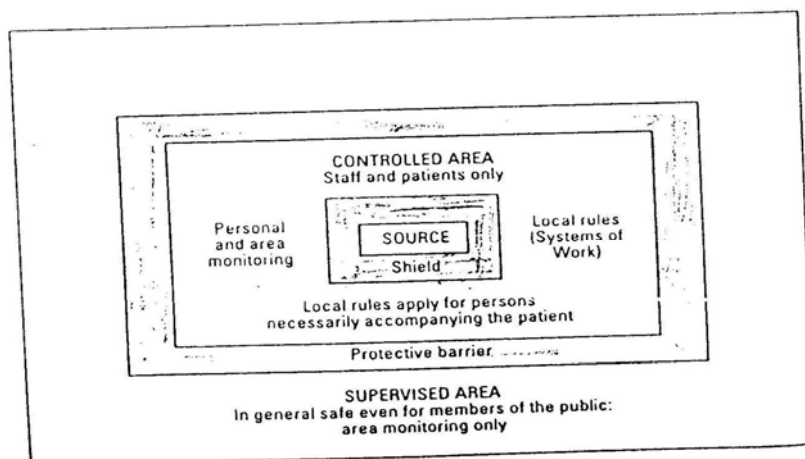 CONTROLLED AREA
Staff and patients only
Personal
and area
monitoring
SOURCE
Shield
Local rules
(Systems of
Work)
Local rules apply for persons
necessarily accompanying the patient
Protective barrier
SUPERVISED AREA
In general safe even for members of the public:
area monitoring only